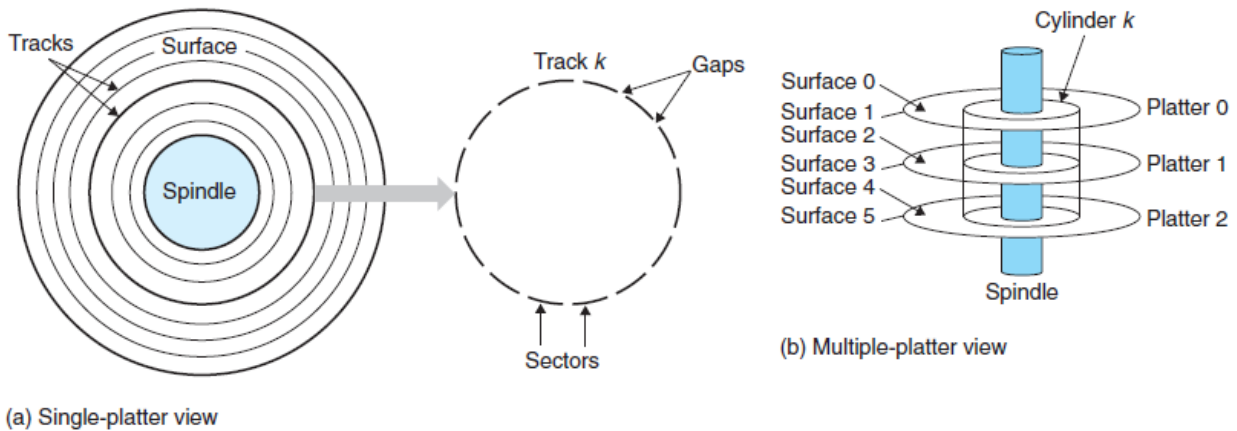 Tracks
Surface
Spindle
(a) Single-platter view
Track k
Gaps
Sectors
Cylinder k
Surface 0
Surface 1
Surface 2
Surface 3
Surface 4
Surface 5
Platter 0
Platter 1
Platter 2
Spindle
(b) Multiple-platter view